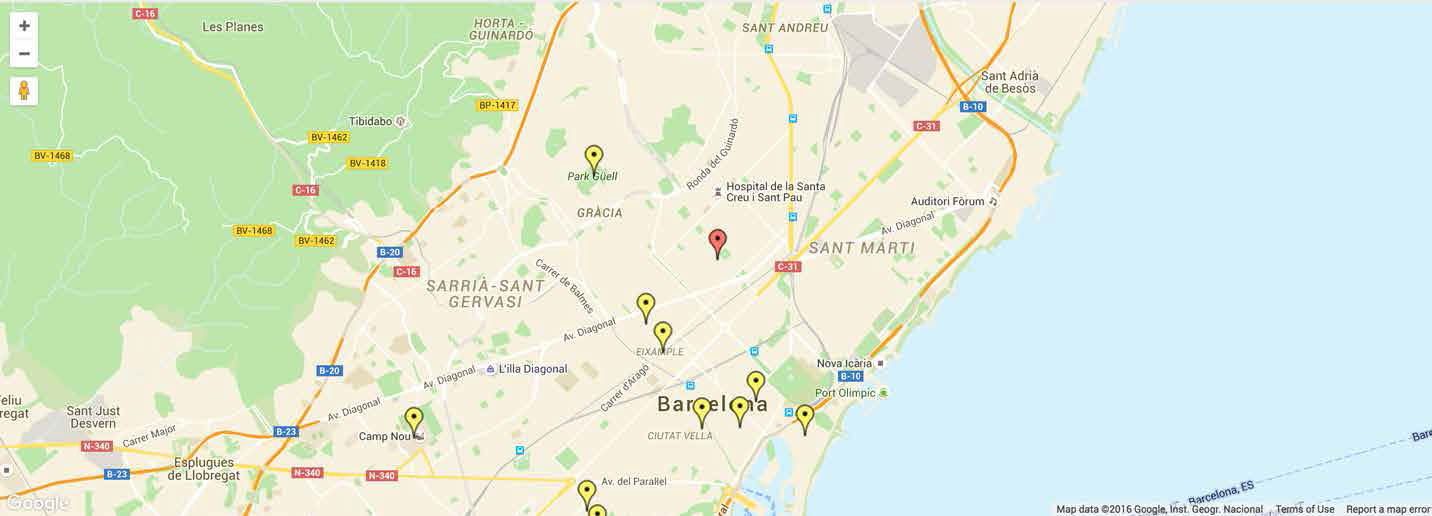 C-16
Les Planes
HORTA -
GUINARDÓ
SANT ANDREU
Sant Adrià
de Besòs
BP-1417
B-10
Tibidabo
C-31
BV-1462
BV-1468
BV-1418
Ronda del Guinardó
Park Güell
C-16
Hospital de la Santa
Creu i Sant Pau
Auditori Fòrum
GRÀCIA
Av. Diagonal
BV-1468
BV-1462
B-20
SANT MARTÍ
C-16
C-31
SARRIÀ-SANT
GERVASI
Carrer de Balmes
Av. Diagonal
EIXAMPLE
B-20
L'illa Diagonal
Nova Icària
Av. Diagonal
B-10
Carrer d'Aragó
Port Olímpic
Barcelona
Sant Just
Desvern
Av. Diagonal
B-23
Camp Nou
CIUTAT VELLA
Carrer Major
N-340
Esplugues
de Llobregat
B-23
N-340
N-340
Av. del Paral·lel
Barcelona, ES
Google
Map data ©2016 Google, Inst. Geogr. Nacional
Terms of Use
Report a map error